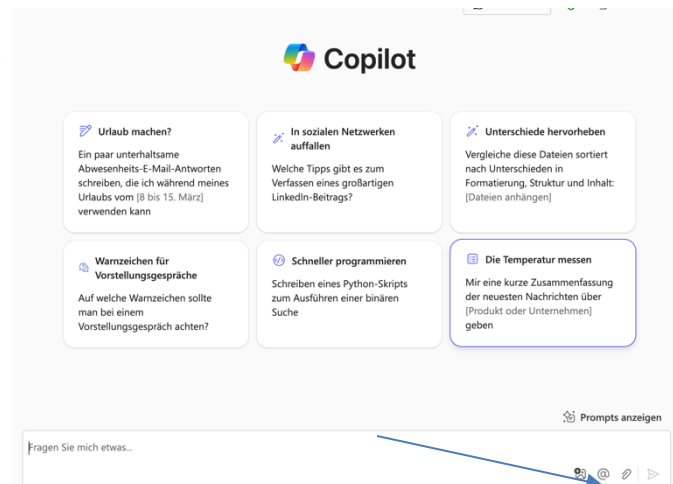 Copilot
Urlaub machen?
Ein paar unterhaltsame
Abwesenheits-E-Mail-Antworten
schreiben, die ich während meines
Urlaubs vom [8 bis 15. März]
verwenden kann
In sozialen Netzwerken
auffallen
Welche Tipps gibt es zum
Verfassen eines großartigen
LinkedIn-Beitrags?
Unterschiede hervorheben
Vergleiche diese Dateien sortiert
nach Unterschieden in
Formatierung, Struktur und Inhalt:
[Dateien anhängen]
Warnzeichen für
Vorstellungsgespräche
Auf welche Warnzeichen sollte
man bei einem
Vorstellungsgespräch achten?
Schneller programmieren
Schreiben eines Python-Skripts
zum Ausführen einer binären
Suche
Die Temperatur messen
Mir eine kurze Zusammenfassung
der neuesten Nachrichten über
[Produkt oder Unternehmen]
geben
Prompts anzeigen
Fragen Sie mich etwas...